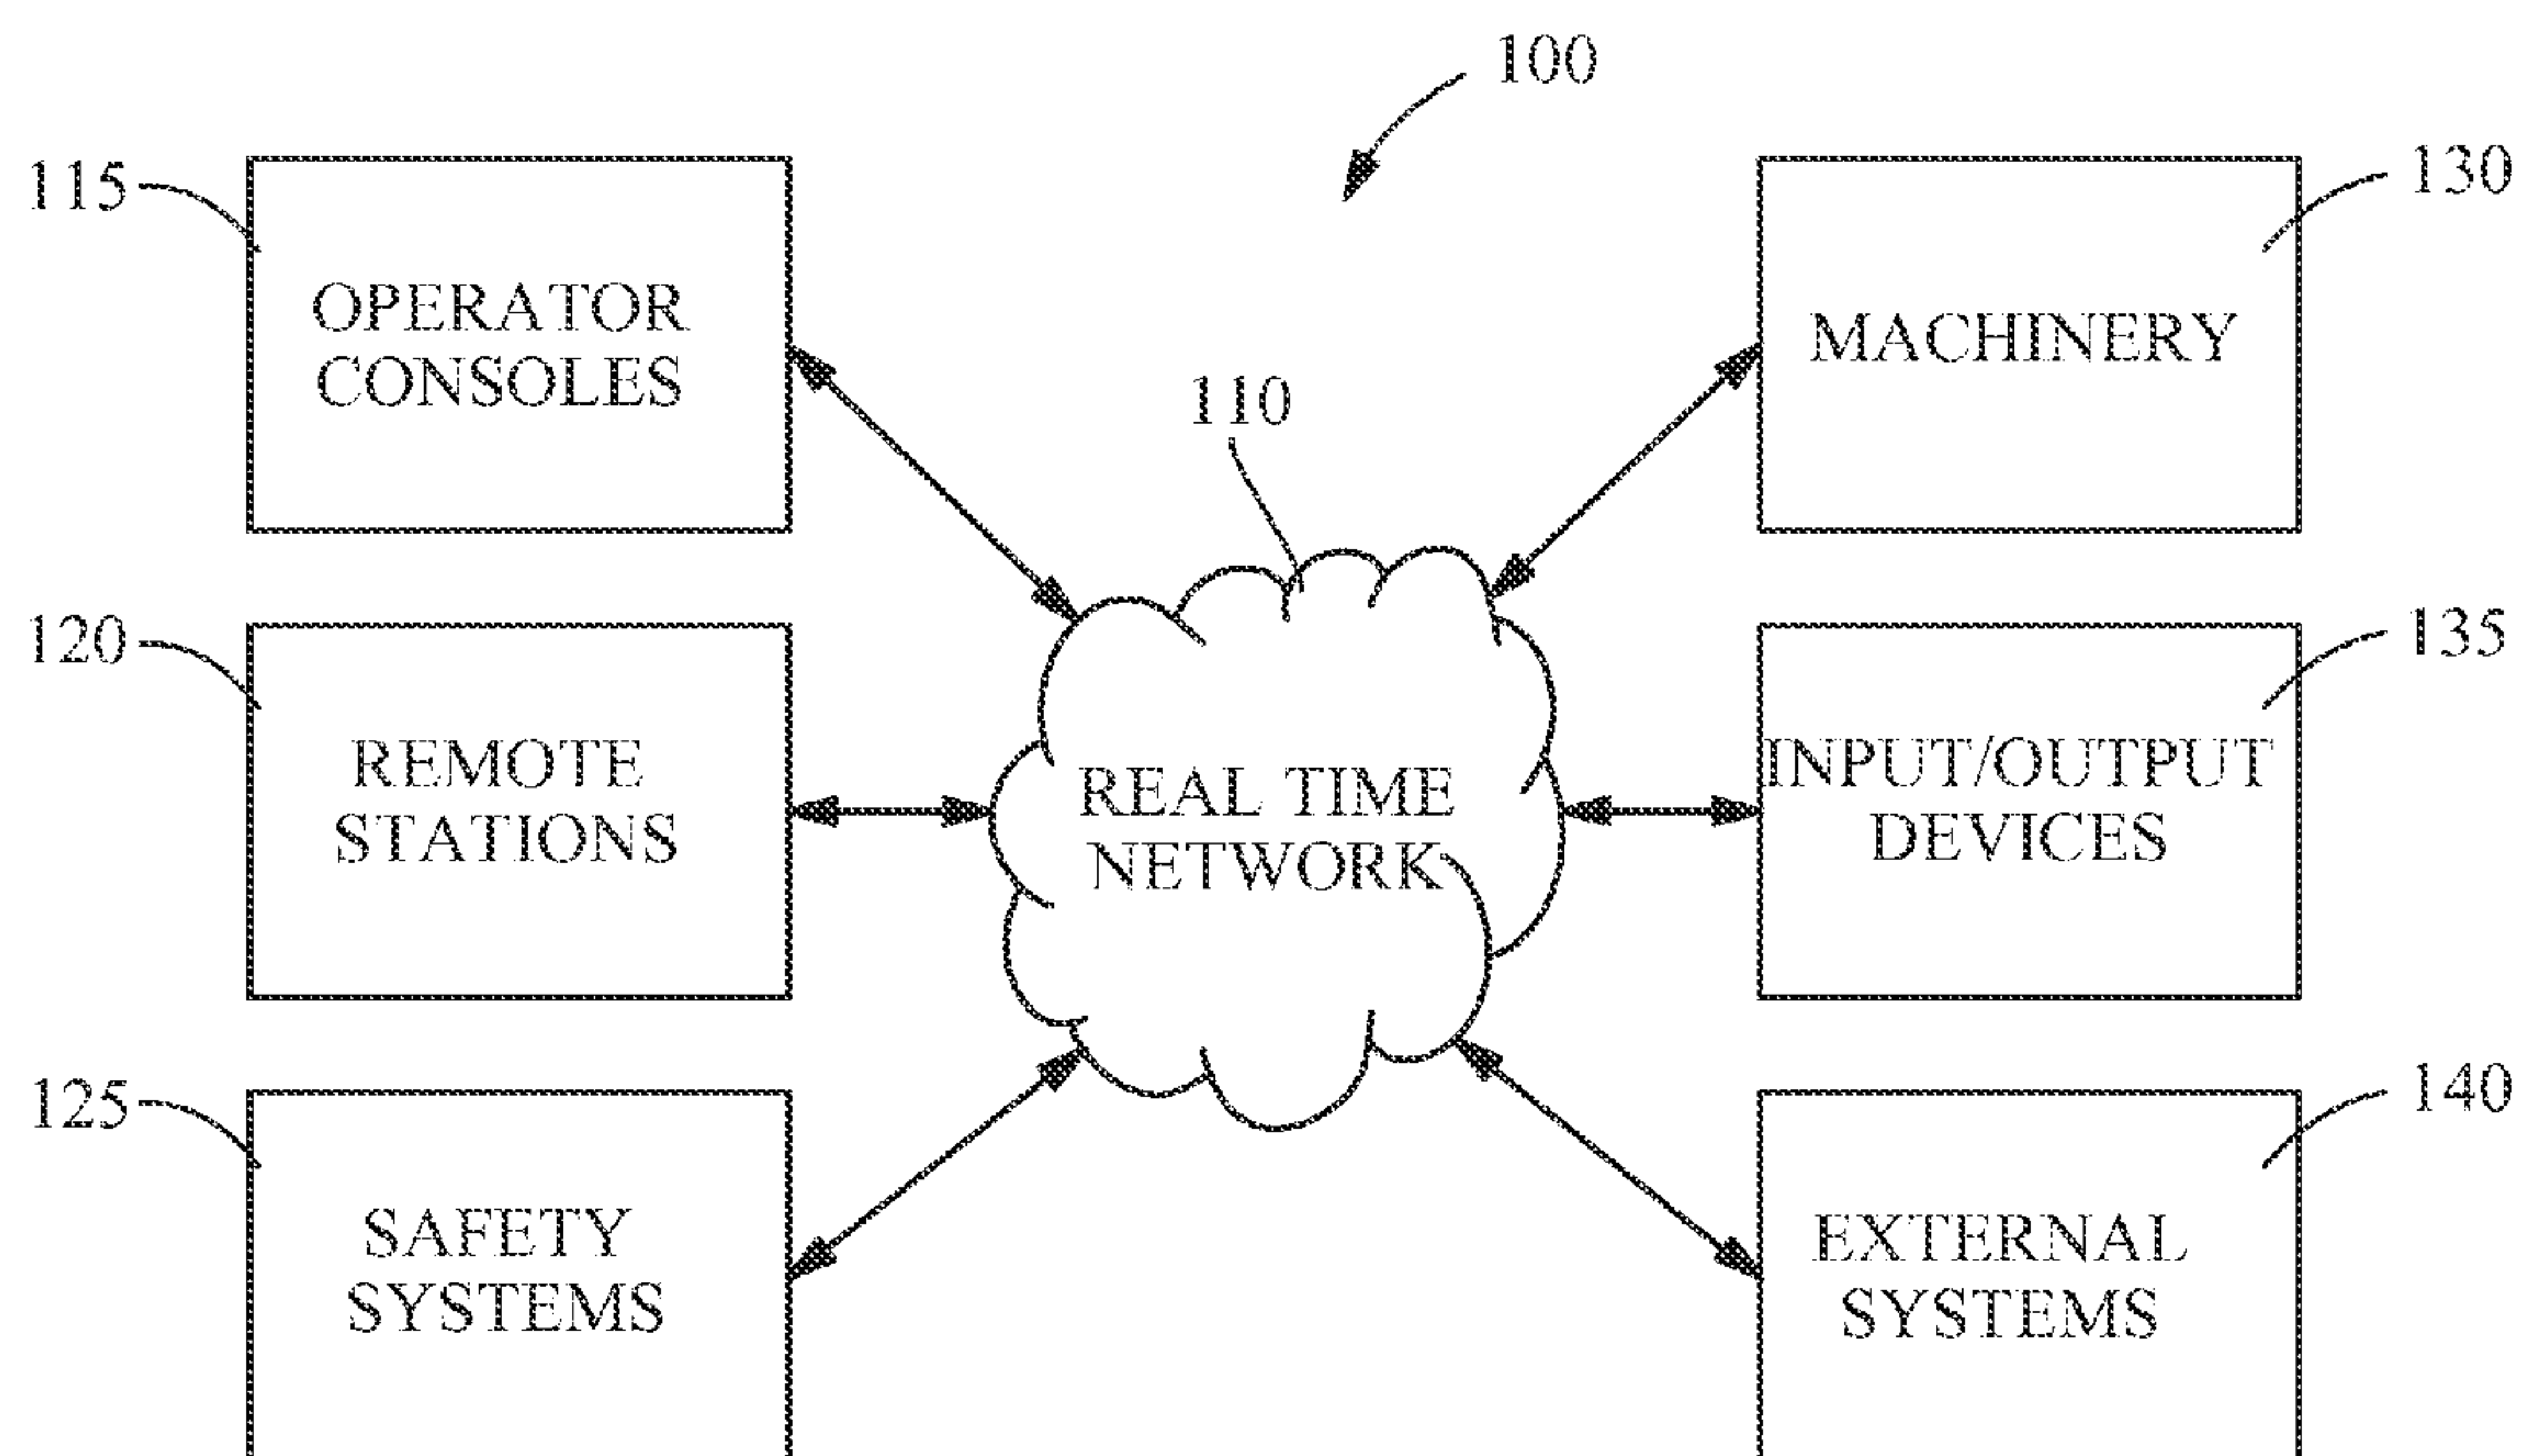 100
115
OPERATOR
CONSOLES
130
MACHINERY
110
120
REMOTE
STATIONS
REAL TIME
NETWORK
135
INPUT/OUTPUT
DEVICES
125
SAFETY
SYSTEMS
140
EXTERNAL
SYSTEMS